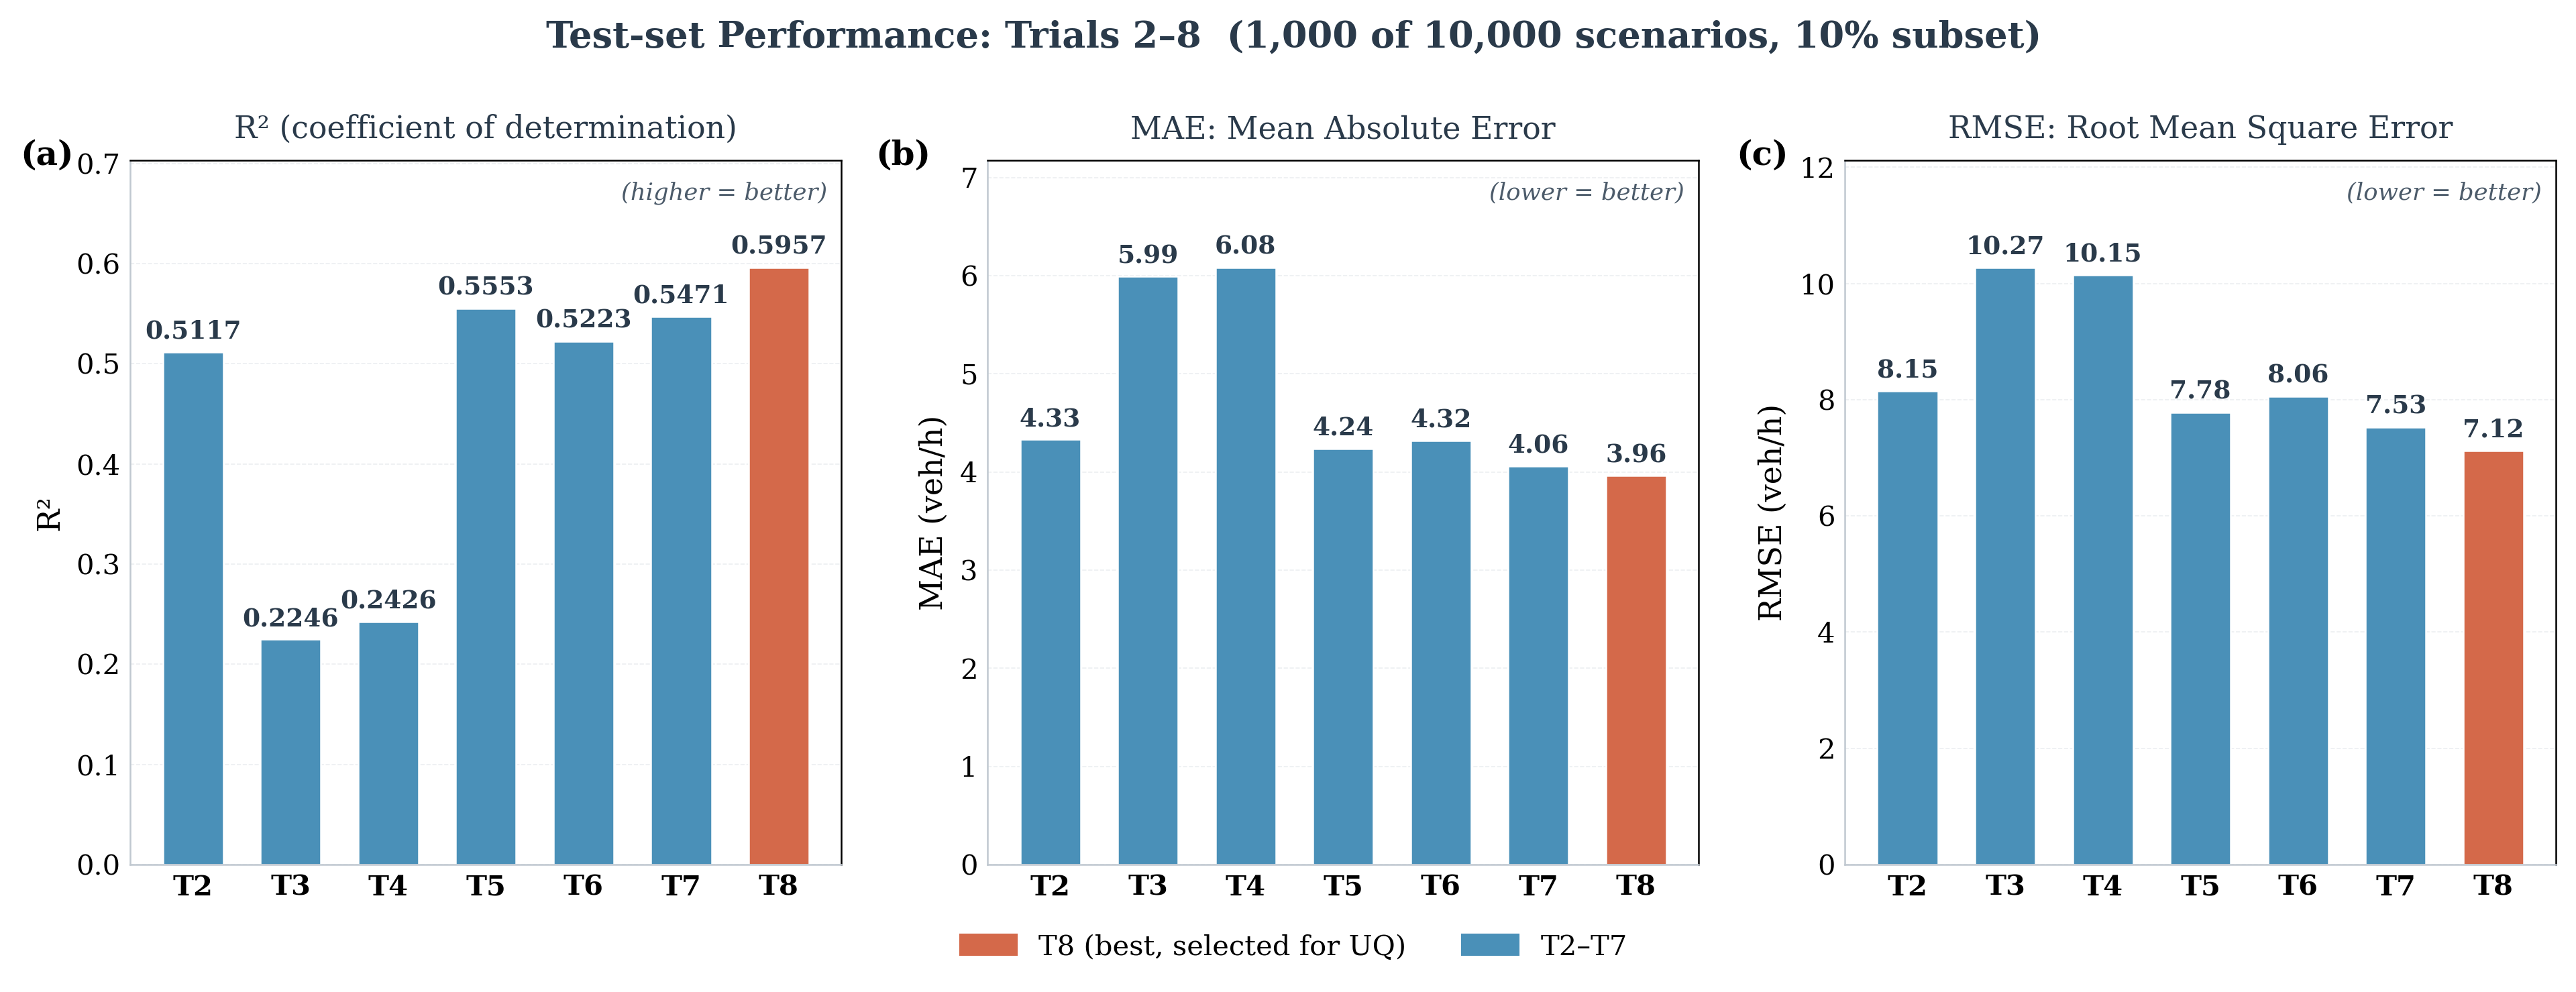 Test-set Performance: Trials 2–8 (1,000 of 10,000 scenarios, 10% subset)
(a)
R² (coefficient of determination)
(higher = better)
R²
0.7
0.6
0.5
0.4
0.3
0.2
0.1
0.0
0.5117
0.2246
0.2426
0.5553
0.5223
0.5471
0.5957
T2 T3 T4 T5 T6 T7 T8
(b)
MAE: Mean Absolute Error
(lower = better)
MAE (veh/h)
7
6
5
4
3
2
1
0
4.33
5.99
6.08
4.24
4.32
4.06
3.96
T2 T3 T4 T5 T6 T7 T8
(c)
RMSE: Root Mean Square Error
(lower = better)
RMSE (veh/h)
12
10
8
6
4
2
0
8.15
10.27
10.15
7.78
8.06
7.53
7.12
T2 T3 T4 T5 T6 T7 T8
T8 (best, selected for UQ)
T2–T7